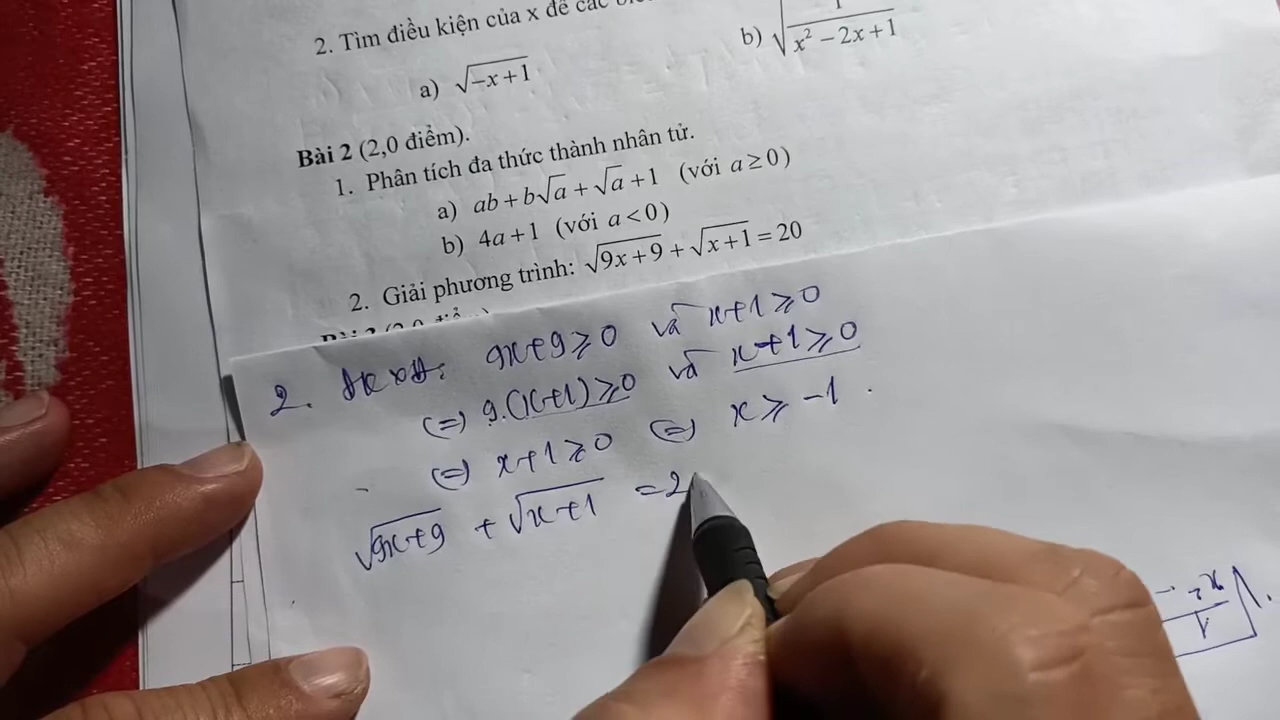 2. Tìm điều kiện của x để các
a) √(-x+1)
b) √(1/(x² − 2x + 1))
Bài 2 (2,0 điểm).
1. Phân tích đa thức thành nhân tử.
a) ab + b√a + √a + 1 (với a ≥ 0)
b) 4a + 1 (với a < 0)
2. Giải phương trình: √(9x + 9) + √(x + 1) = 20
2. ĐKXĐ: 9x+9 ≥ 0 và x+1 ≥ 0
(=) 9.(x+1) ≥ 0 và x+1 ≥ 0
(=) x+1 ≥ 0 (=) x ≥ -1.
√(9x+9) + √(x+1) = 2